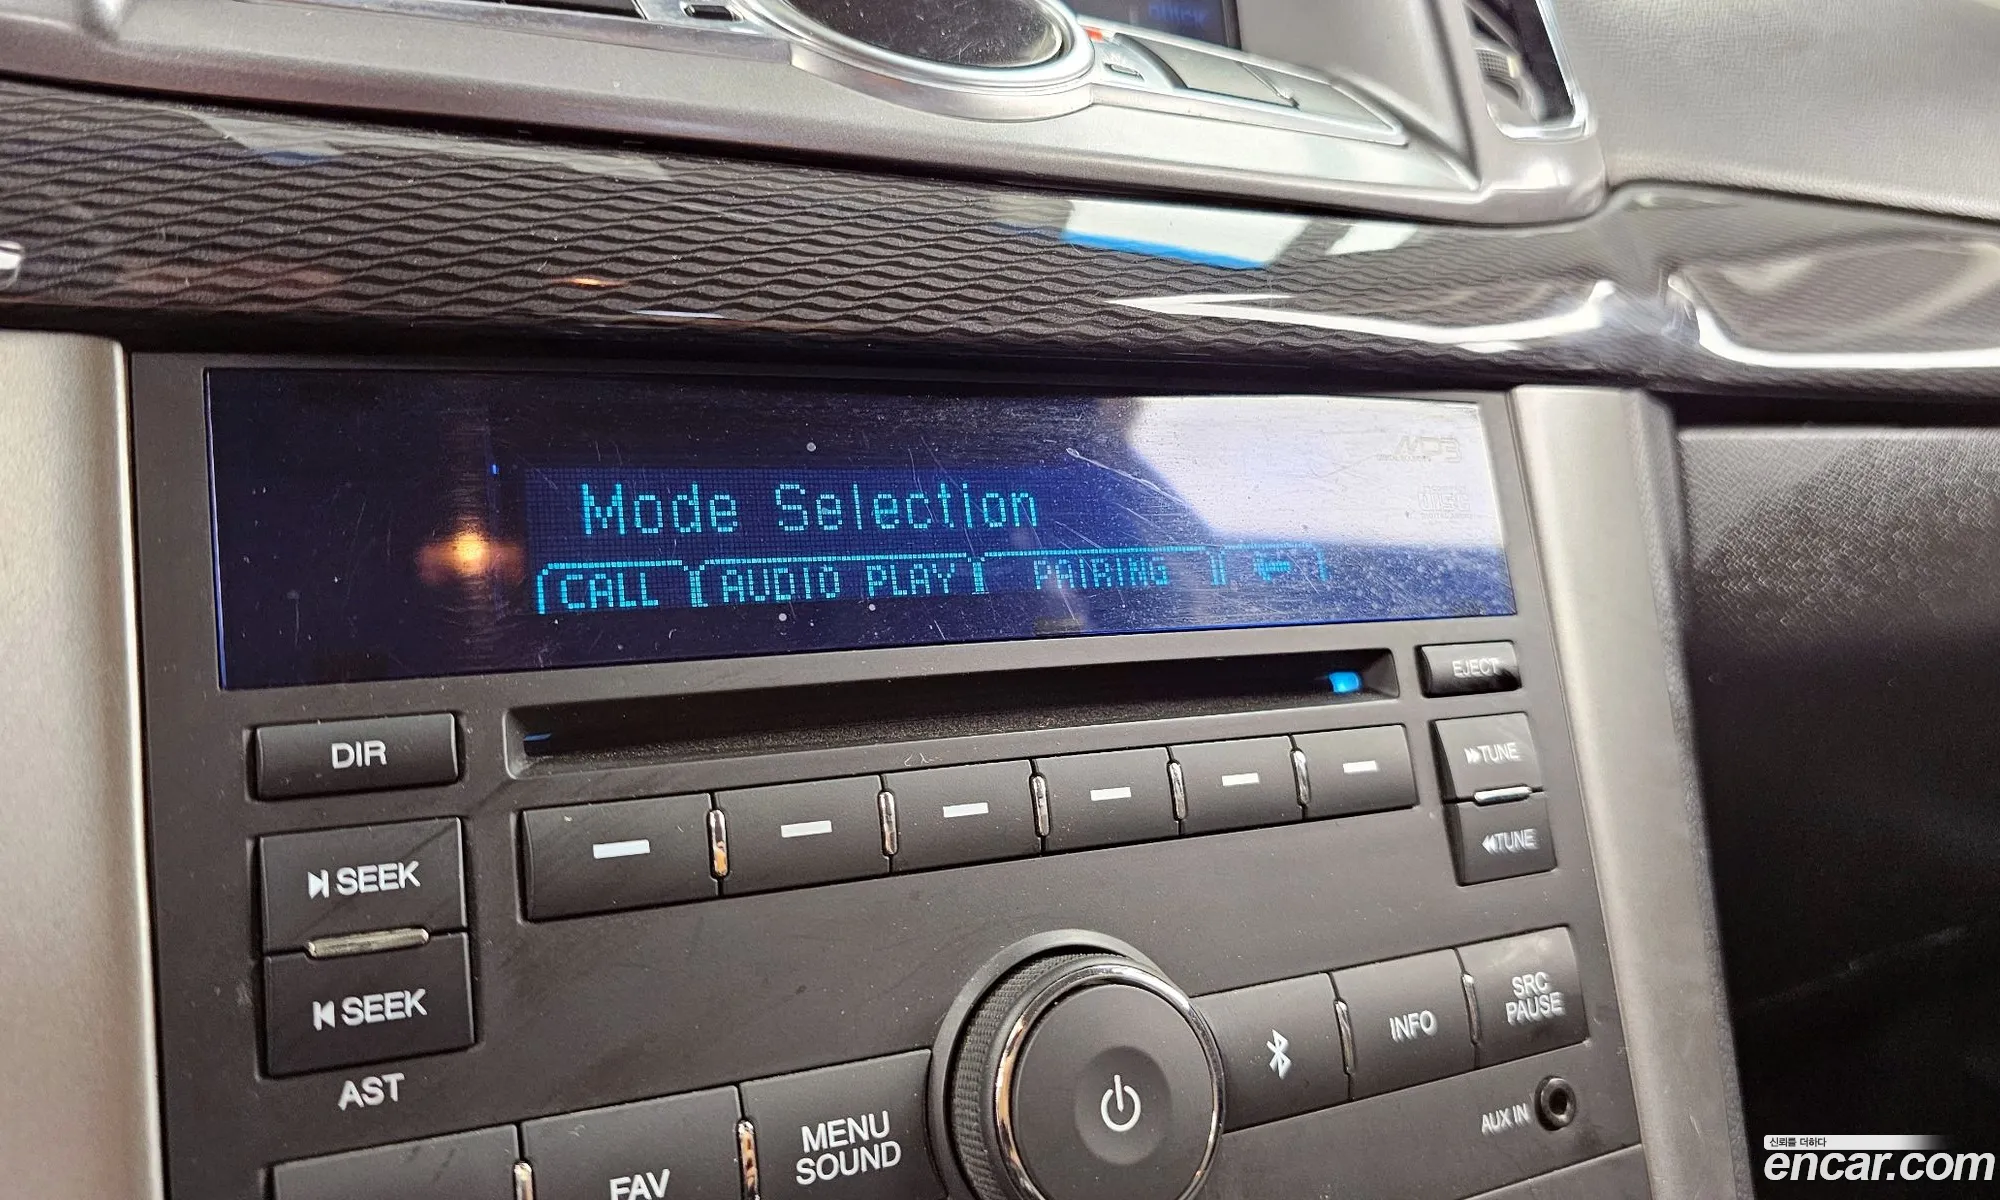 MP3
DISC
Mode Selection
CALL AUDIO PLAY PAIRING
EJECT
DIR
TUNE
TUNE
SEEK
SEEK
AST
SRC
PAUSE
INFO
AUX IN
MENU
SOUND
FAV
신뢰를 더하다
encar.com